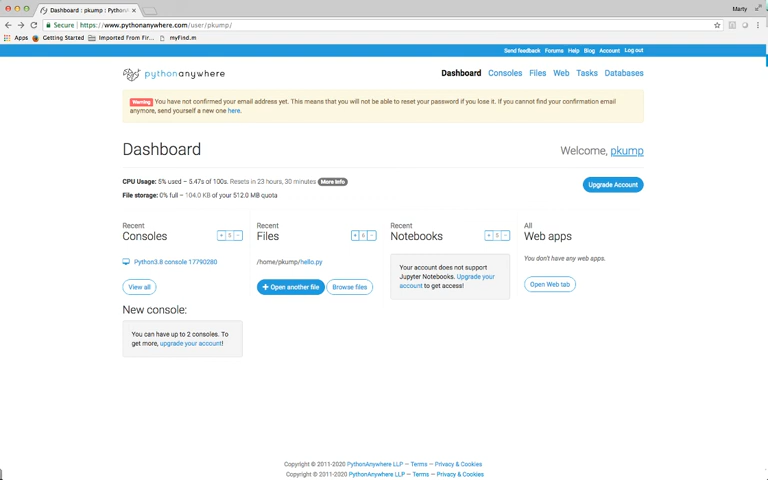 Dashboard : pkump : Python
Marty
Secure https://www.pythonanywhere.com/user/pkump/
Apps Getting Started Imported From Fir... myFind.m
Send feedback Forums Help Blog Account Log out
pythonanywhere
Dashboard Consoles Files Web Tasks Databases
Warning You have not confirmed your email address yet. This means that you will not be able to reset your password if you lose it. If you cannot find your confirmation email
anymore, send yourself a new one here.
Dashboard
Welcome, pkump
CPU Usage: 5% used – 5.47s of 100s. Resets in 23 hours, 30 minutes More Info
File storage: 0% full – 104.0 KB of your 512.0 MB quota
Upgrade Account
Recent
Consoles
+ 5 -
Python3.8 console 17790280
View all
New console:
You can have up to 2 consoles. To
get more, upgrade your account!
Recent
Files
+ 6 -
/home/pkump/hello.py
+ Open another file Browse files
Recent
Notebooks
+ 5 -
Your account does not support
Jupyter Notebooks. Upgrade your
account to get access!
All
Web apps
You don't have any web apps.
Open Web tab
Copyright © 2011-2020 PythonAnywhere LLP — Terms — Privacy & Cookies
Copyright © 2011-2020 PythonAnywhere LLP — Terms — Privacy & Cookies